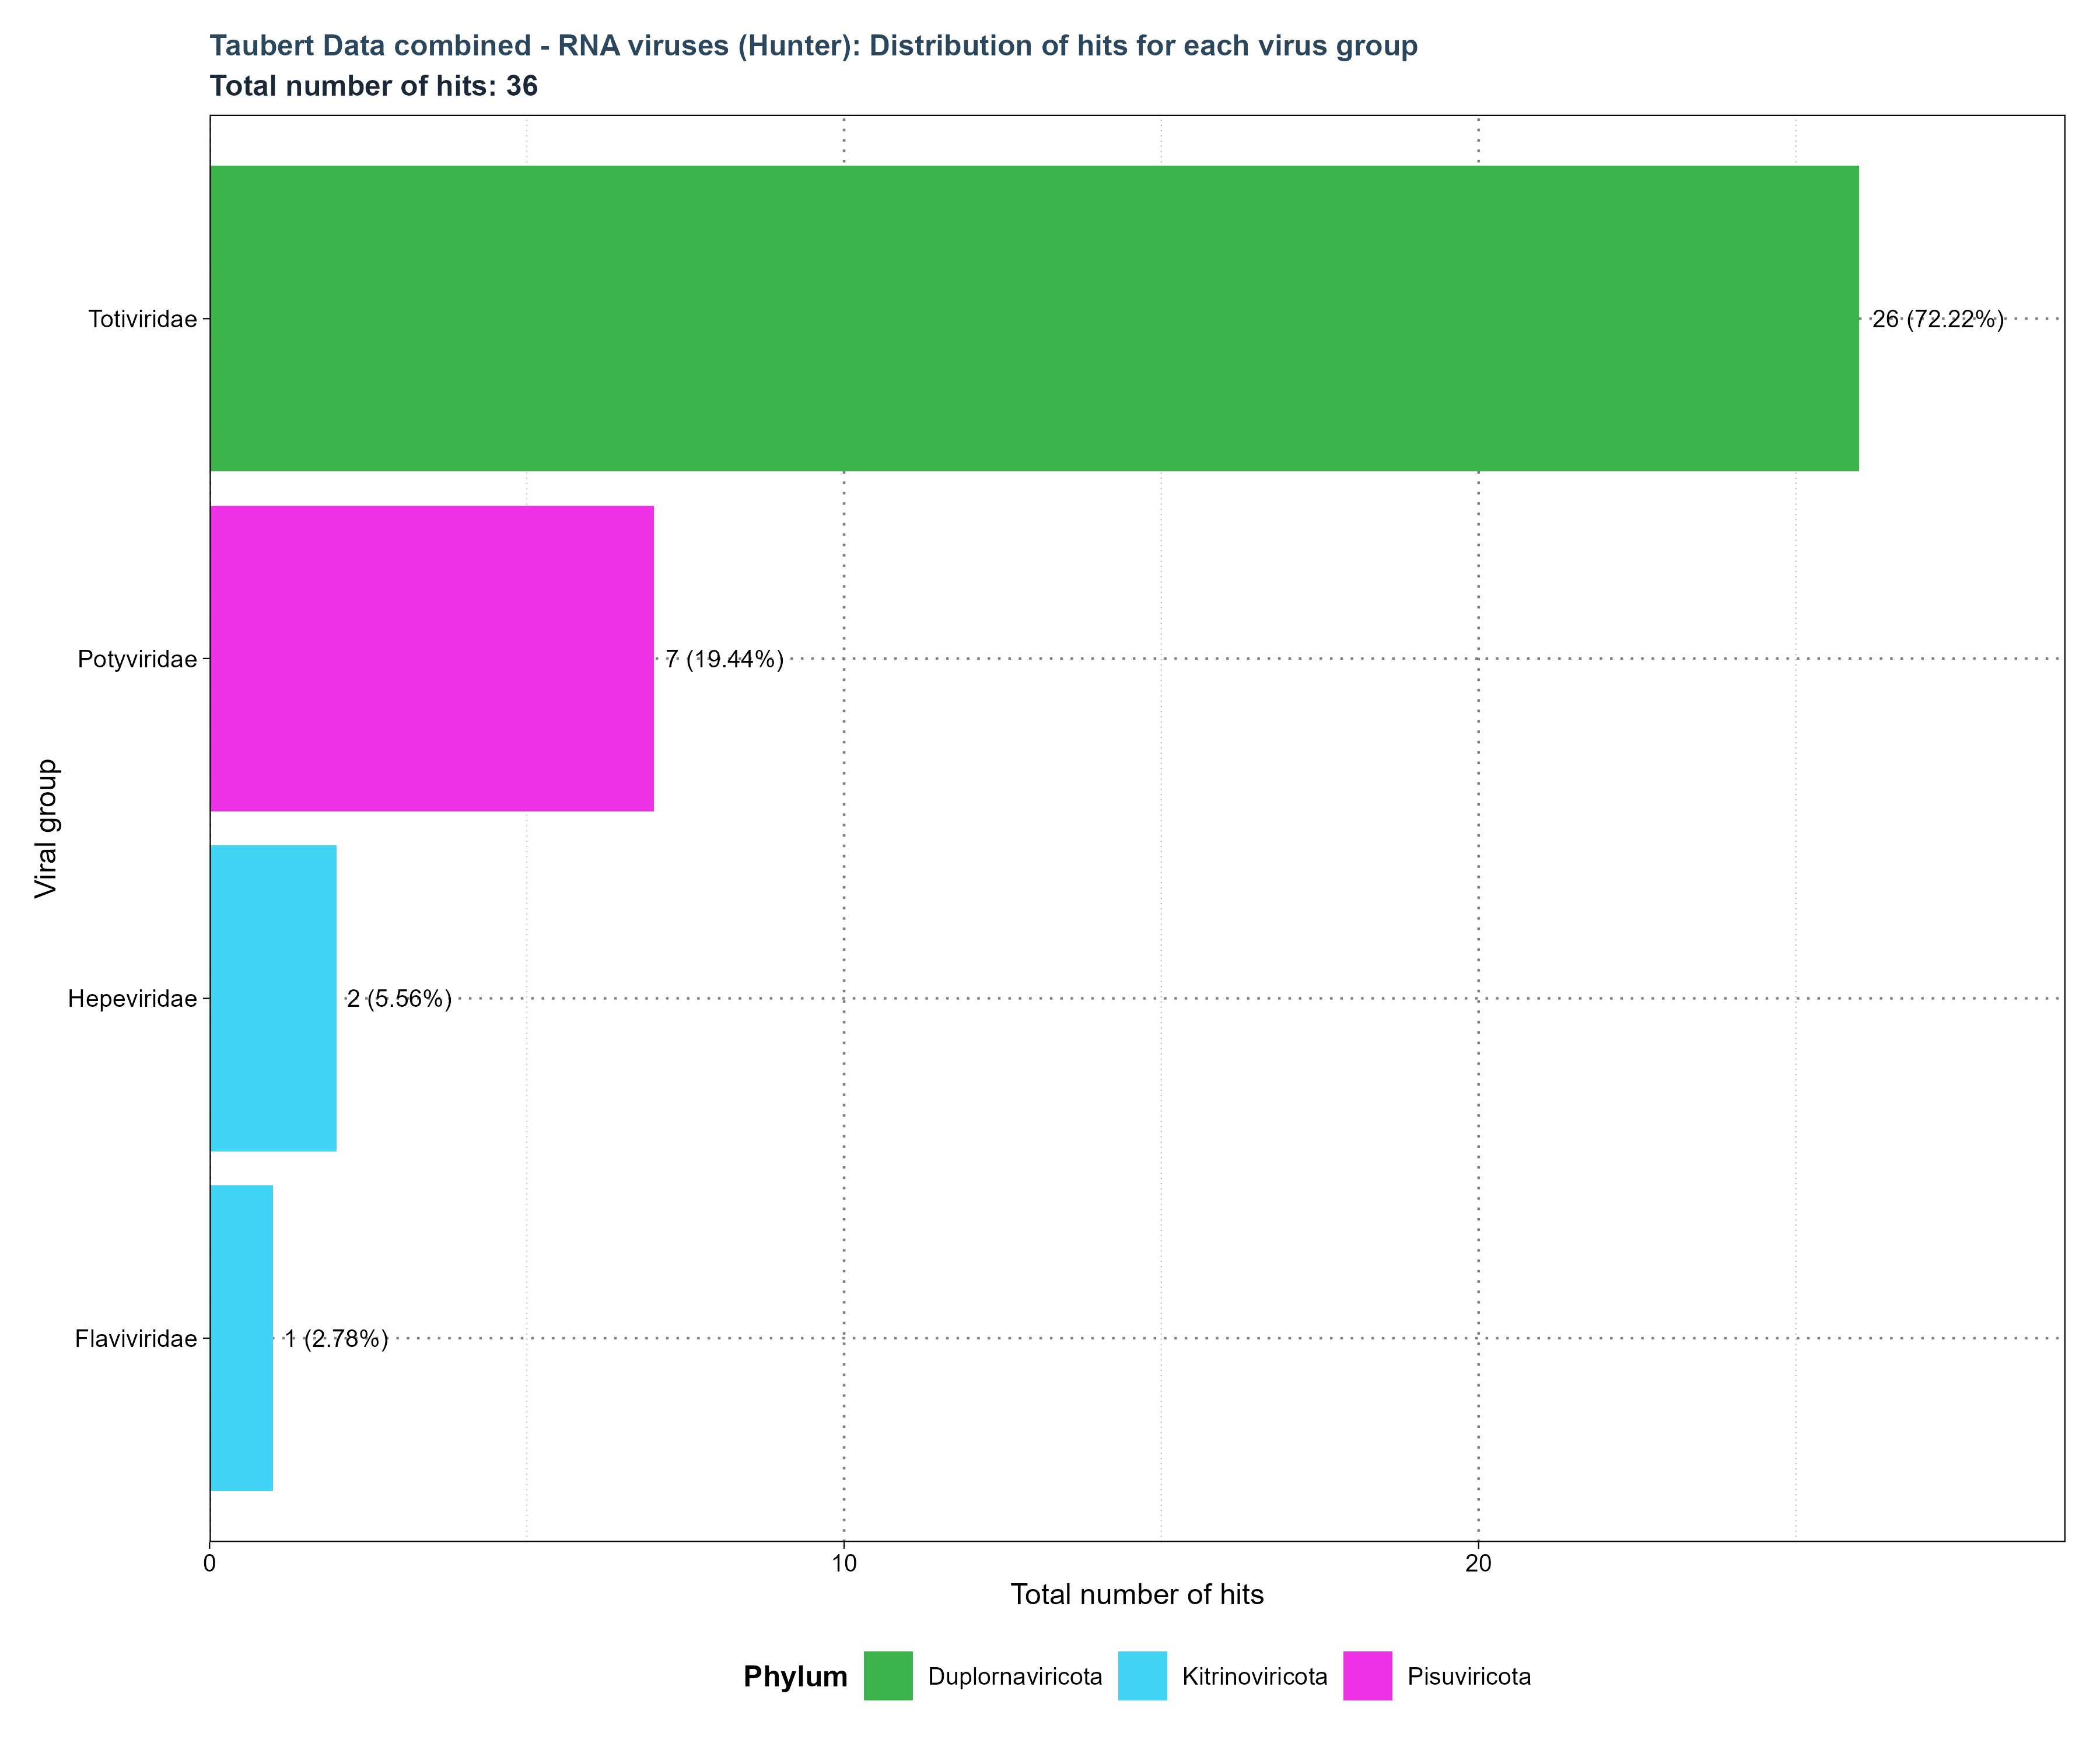 Taubert Data combined - RNA viruses (Hunter): Distribution of hits for each virus group
Total number of hits: 36
Totiviridae
26 (72.22%)
Potyviridae
7 (19.44%)
Viral group
Hepeviridae
2 (5.56%)
Flaviviridae
1 (2.78%)
0 10 20
Total number of hits
Phylum Duplornaviricota Kitrinoviricota Pisuviricota